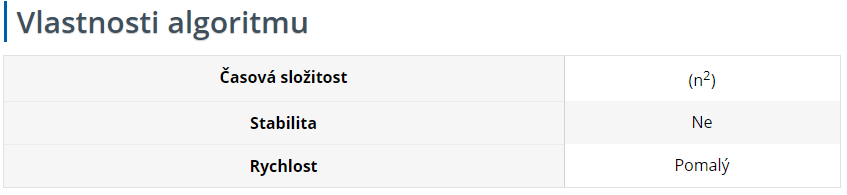 Vlastnosti algoritmu
Časová složitost (n²)
Stabilita Ne
Rychlost Pomalý